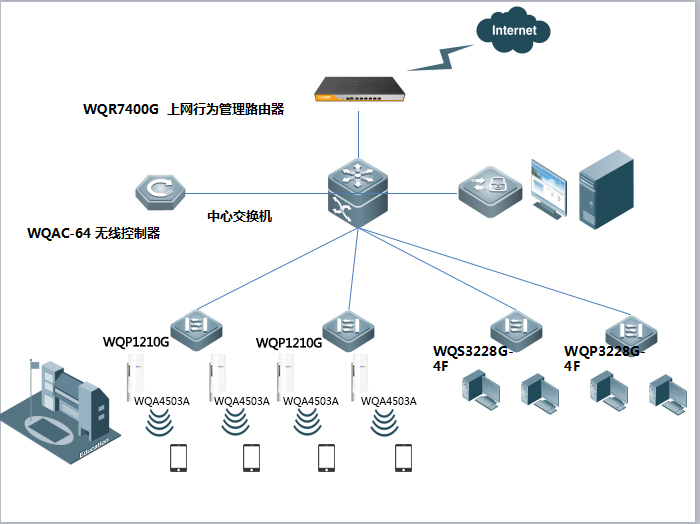 Internet
WQR7400G 上网行为管理路由器
中心交换机
WQAC-64 无线控制器
WQP1210G
WQP1210G
WQS3228G-
4F
WQP3228G-
4F
WQA4503A
WQA4503A
WQA4503A
WQA4503A
Education